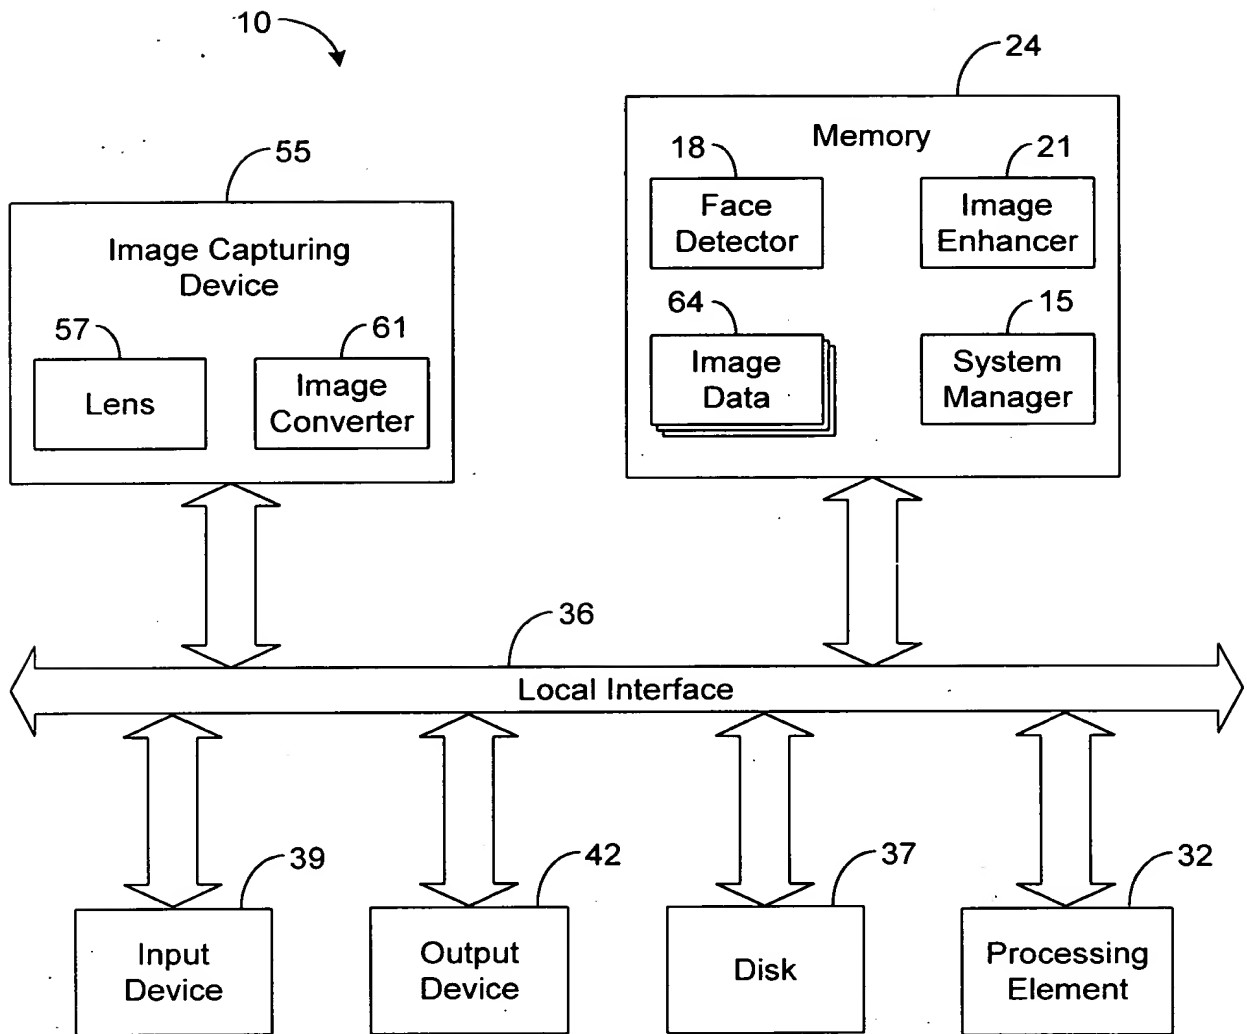 10
24
55
Memory
18
21
Face
Detector
Image
Enhancer
Image Capturing
Device
57
61
64
15
Lens
Image
Converter
Image
Data
System
Manager
36
Local Interface
39
42
37
32
Input
Device
Output
Device
Disk
Processing
Element